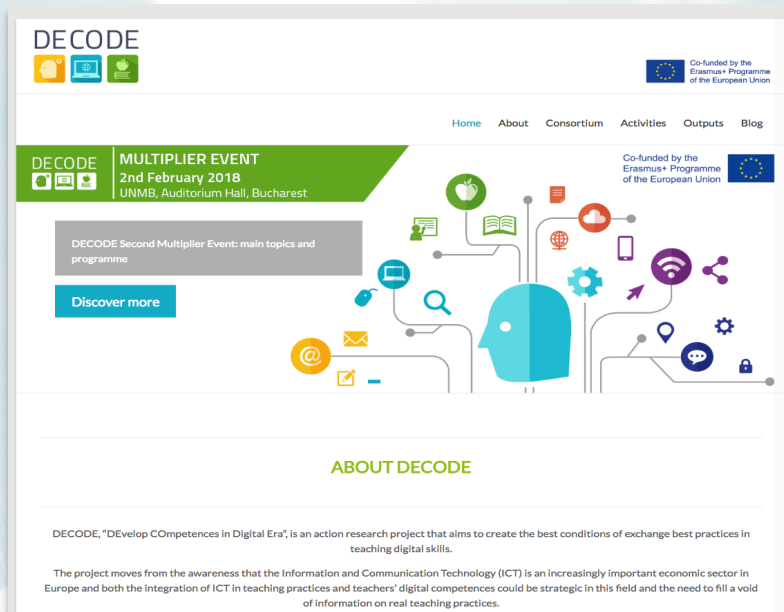 DECODE
Co-funded by the
Erasmus+ Programme
of the European Union
Home About Consortium Activities Outputs Blog
DECODE
MULTIPLIER EVENT
2nd February 2018
UNMB, Auditorium Hall, Bucharest
Co-funded by the
Erasmus+ Programme
of the European Union
DECODE Second Multiplier Event: main topics and
programme
Discover more
@
ABOUT DECODE
DECODE, "DEvelop COmpetences in Digital Era", is an action research project that aims to create the best conditions of exchange best practices in
teaching digital skills.
The project moves from the awareness that the Information and Communication Technology (ICT) is an increasingly important economic sector in
Europe and both the integration of ICT in teaching practices and teachers' digital competences could be strategic in this field and the need to fill a void
of information on real teaching practices.